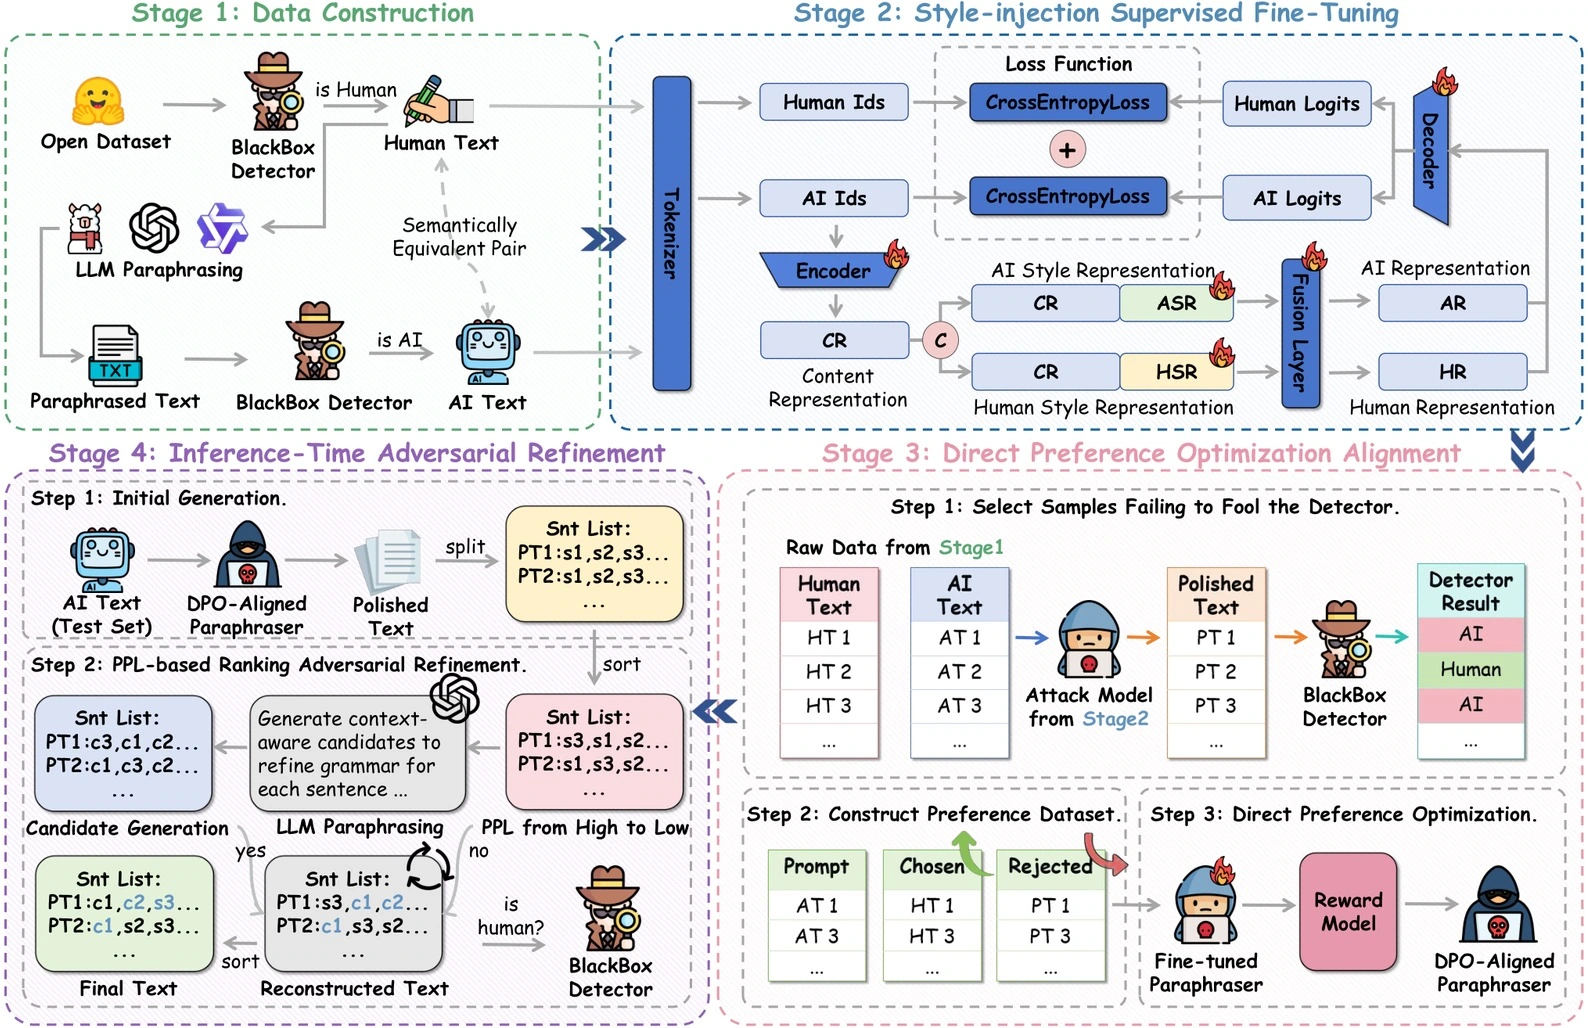 Stage 1: Data Construction
Open Dataset
BlackBox
Detector
is Human
Human Text
LLM Paraphrasing
Semantically
Equivalent Pair
TXT
Paraphrased Text
BlackBox Detector
is AI
AI
AI Text
Stage 2: Style-injection Supervised Fine-Tuning
Tokenizer
Human Ids
AI Ids
Loss Function
CrossEntropyLoss
+
CrossEntropyLoss
Human Logits
AI Logits
Decoder
Encoder
CR
Content
Representation
C
AI Style Representation
CR
ASR
CR
HSR
Human Style Representation
Fusion Layer
AI Representation
AR
HR
Human Representation
Stage 4: Inference-Time Adversarial Refinement
Step 1: Initial Generation.
AI
AI Text
(Test Set)
DPO-Aligned
Paraphraser
Polished
Text
split
Snt List:
PT1:s1,s2,s3...
PT2:s1,s2,s3...
...
sort
Step 2: PPL-based Ranking Adversarial Refinement.
Snt List:
PT1:c3,c1,c2...
PT2:c1,c3,c2...
...
Candidate Generation
Generate context-
aware candidates to
refine grammar for
each sentence ...
LLM Paraphrasing
Snt List:
PT1:s3,s1,s2...
PT2:s1,s3,s2...
...
PPL from High to Low
yes
no
Snt List:
PT1:c1,c2,s3...
PT2:c1,s2,s3...
...
Final Text
sort
Snt List:
PT1:s3,c1,c2...
PT2:c1,s3,s2...
...
Reconstructed Text
is
human?
BlackBox
Detector
Stage 3: Direct Preference Optimization Alignment
Step 1: Select Samples Failing to Fool the Detector.
Raw Data from Stage1
Human
Text
HT 1
HT 2
HT 3
...
AI
Text
AT 1
AT 2
AT 3
...
Attack Model
from Stage2
Polished
Text
PT 1
PT 2
PT 3
...
BlackBox
Detector
Detector
Result
AI
Human
AI
...
Step 2: Construct Preference Dataset.
Prompt
AT 1
AT 3
...
Chosen
HT 1
HT 3
...
Rejected
PT 1
PT 3
...
Step 3: Direct Preference Optimization.
Fine-tuned
Paraphraser
Reward
Model
DPO-Aligned
Paraphraser